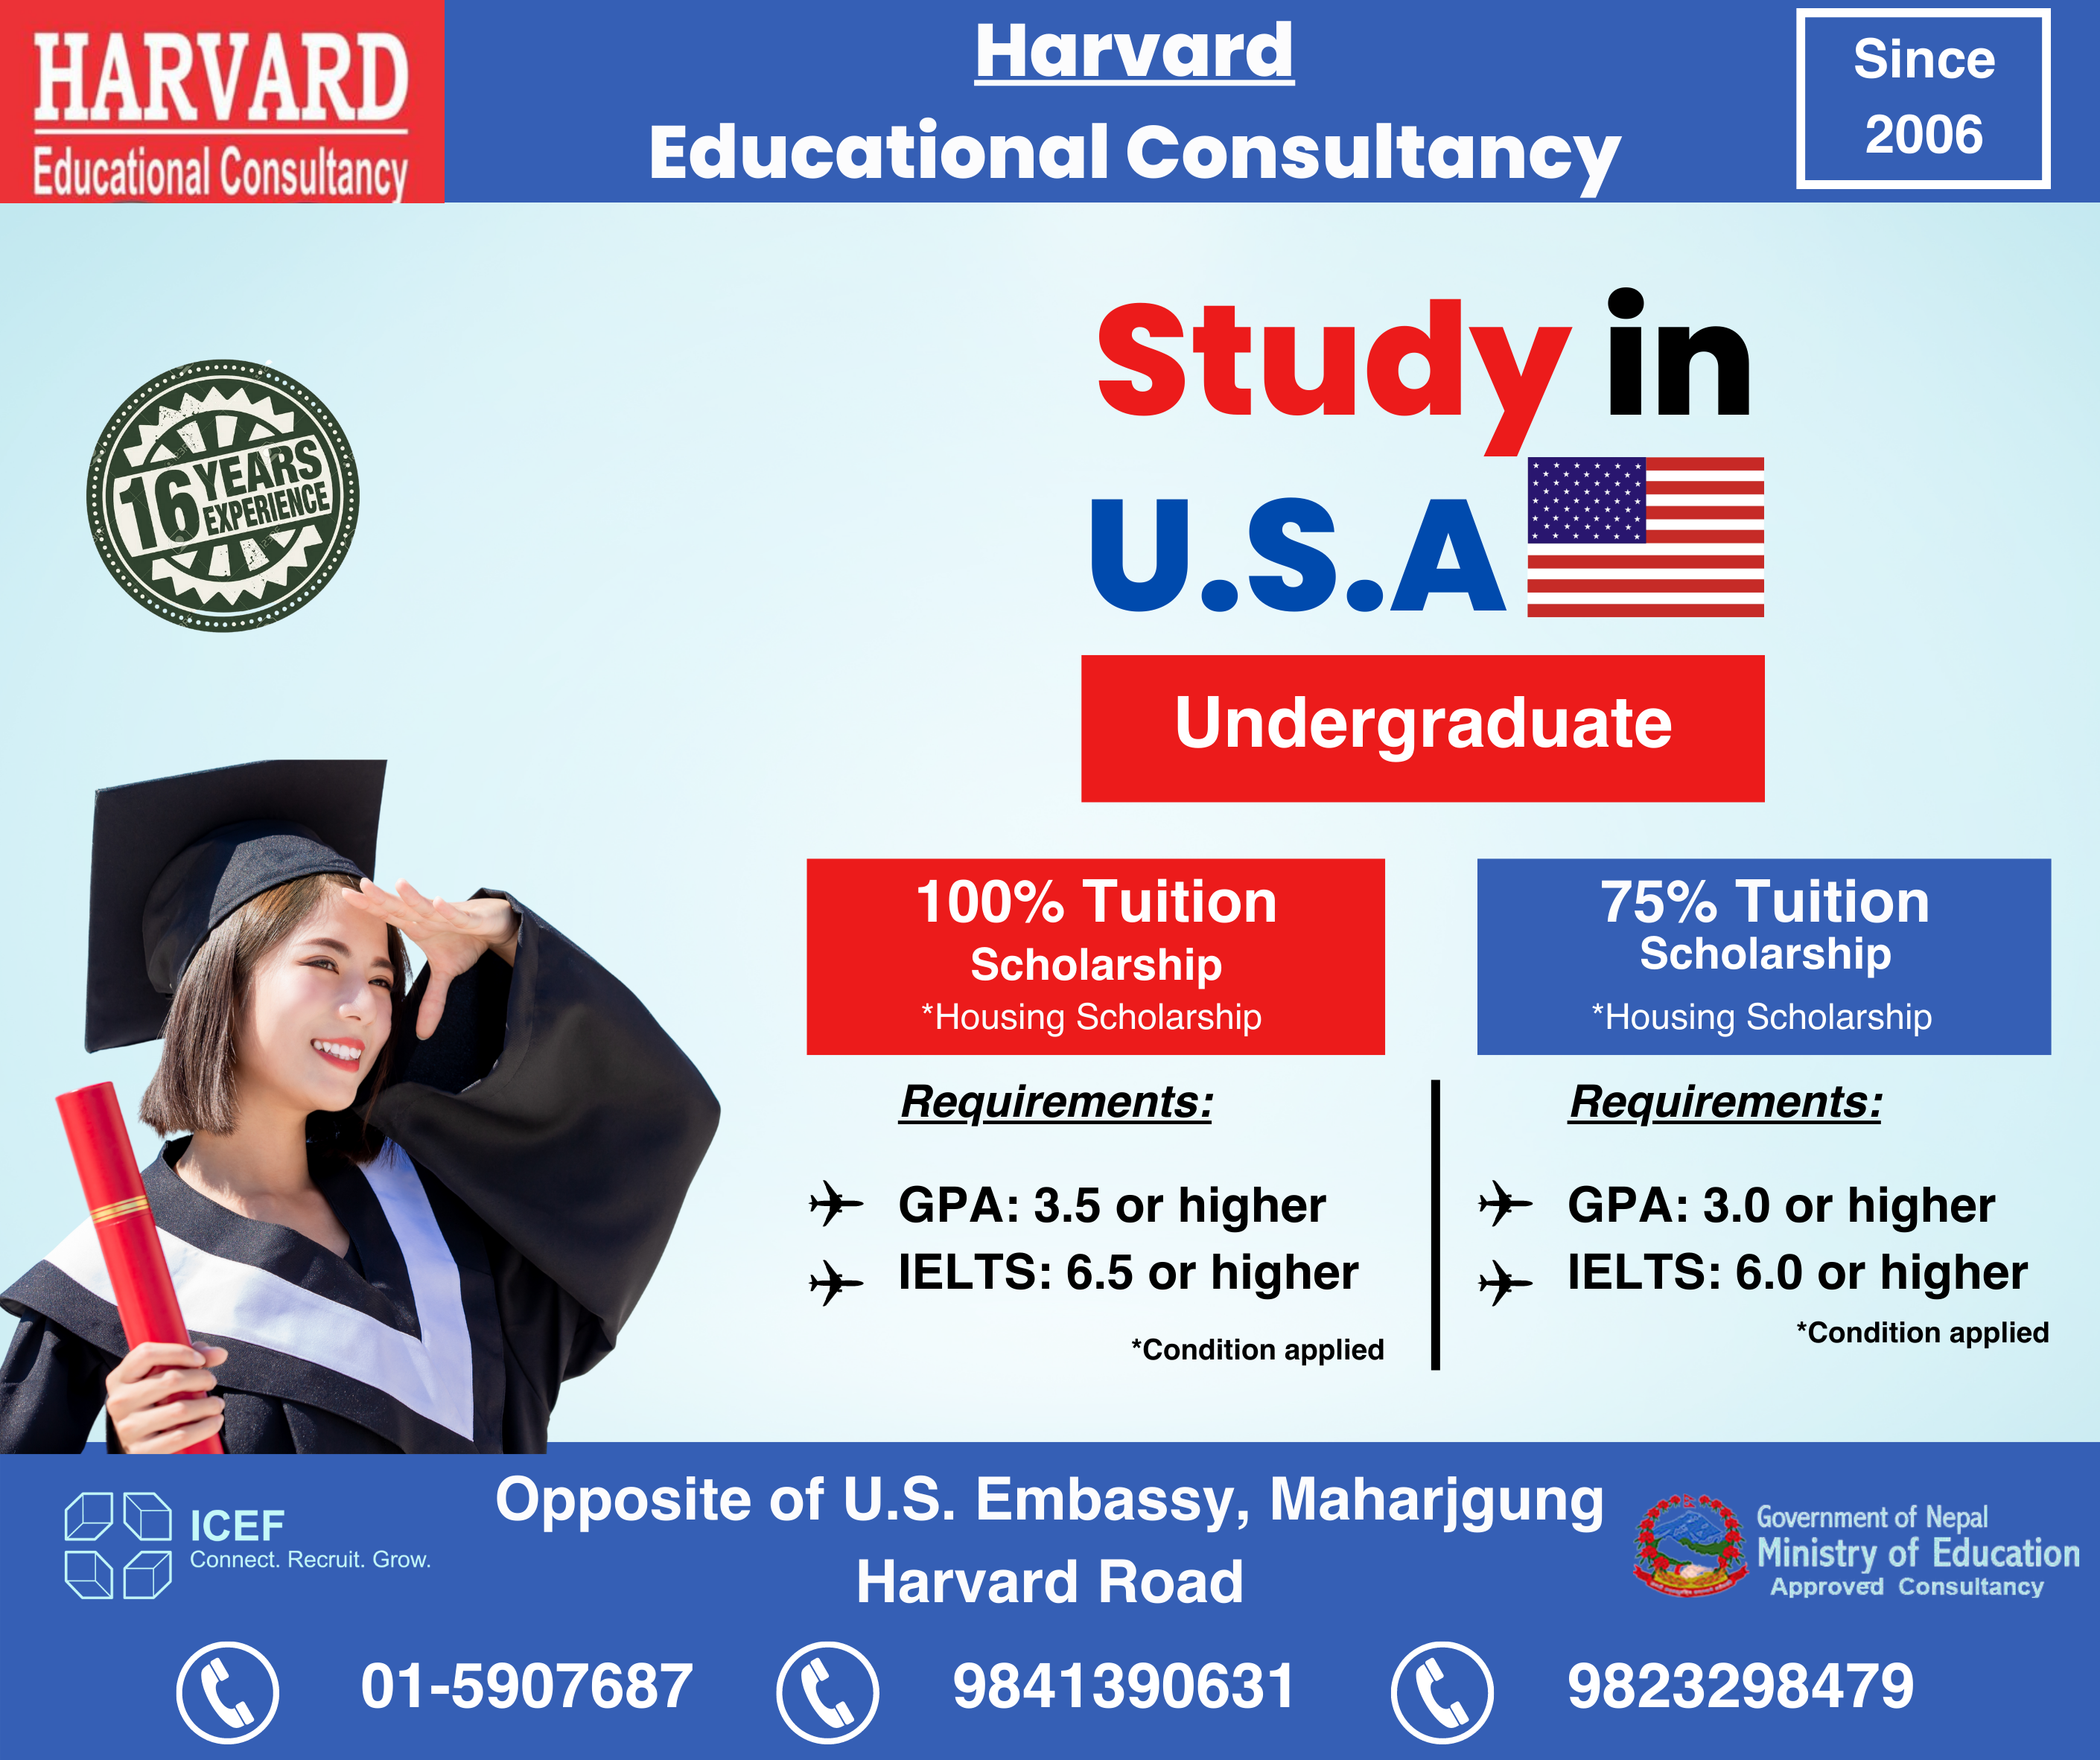 HARVARD
Educational Consultancy
Harvard
Educational Consultancy
Since
2006
16 YEARS
EXPERIENCE
Study in
U.S.A
Undergraduate
100% Tuition
Scholarship
*Housing Scholarship
Requirements:
GPA: 3.5 or higher
IELTS: 6.5 or higher
*Condition applied
75% Tuition
Scholarship
*Housing Scholarship
Requirements:
GPA: 3.0 or higher
IELTS: 6.0 or higher
*Condition applied
ICEF
Connect. Recruit. Grow.
Opposite of U.S. Embassy, Maharjgung
Harvard Road
Government of Nepal
Ministry of Education
Approved Consultancy
01-5907687
9841390631
9823298479